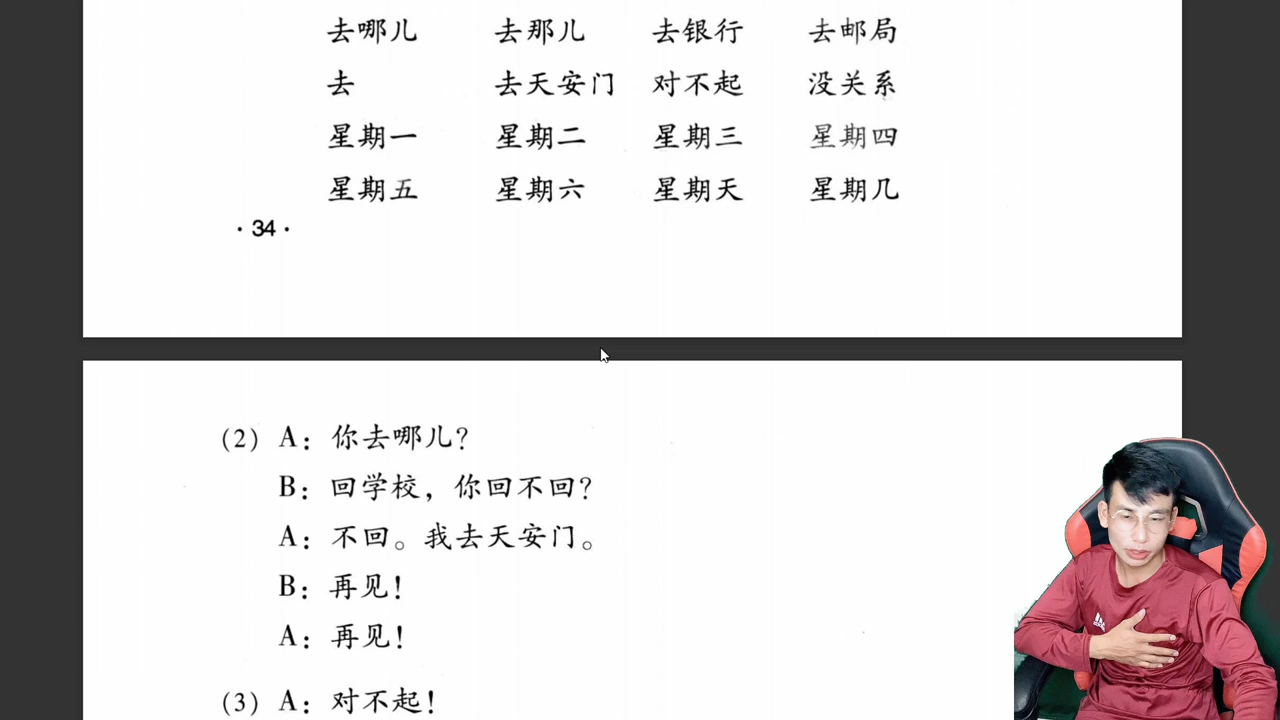 去哪儿 去那儿 去银行 去邮局
去 去天安门 对不起 没关系
星期一 星期二 星期三 星期四
星期五 星期六 星期天 星期几
· 34 ·
(2) A: 你去哪儿?
B: 回学校，你回不回?
A: 不回。我去天安门。
B: 再见!
A: 再见!
(3) A: 对不起!